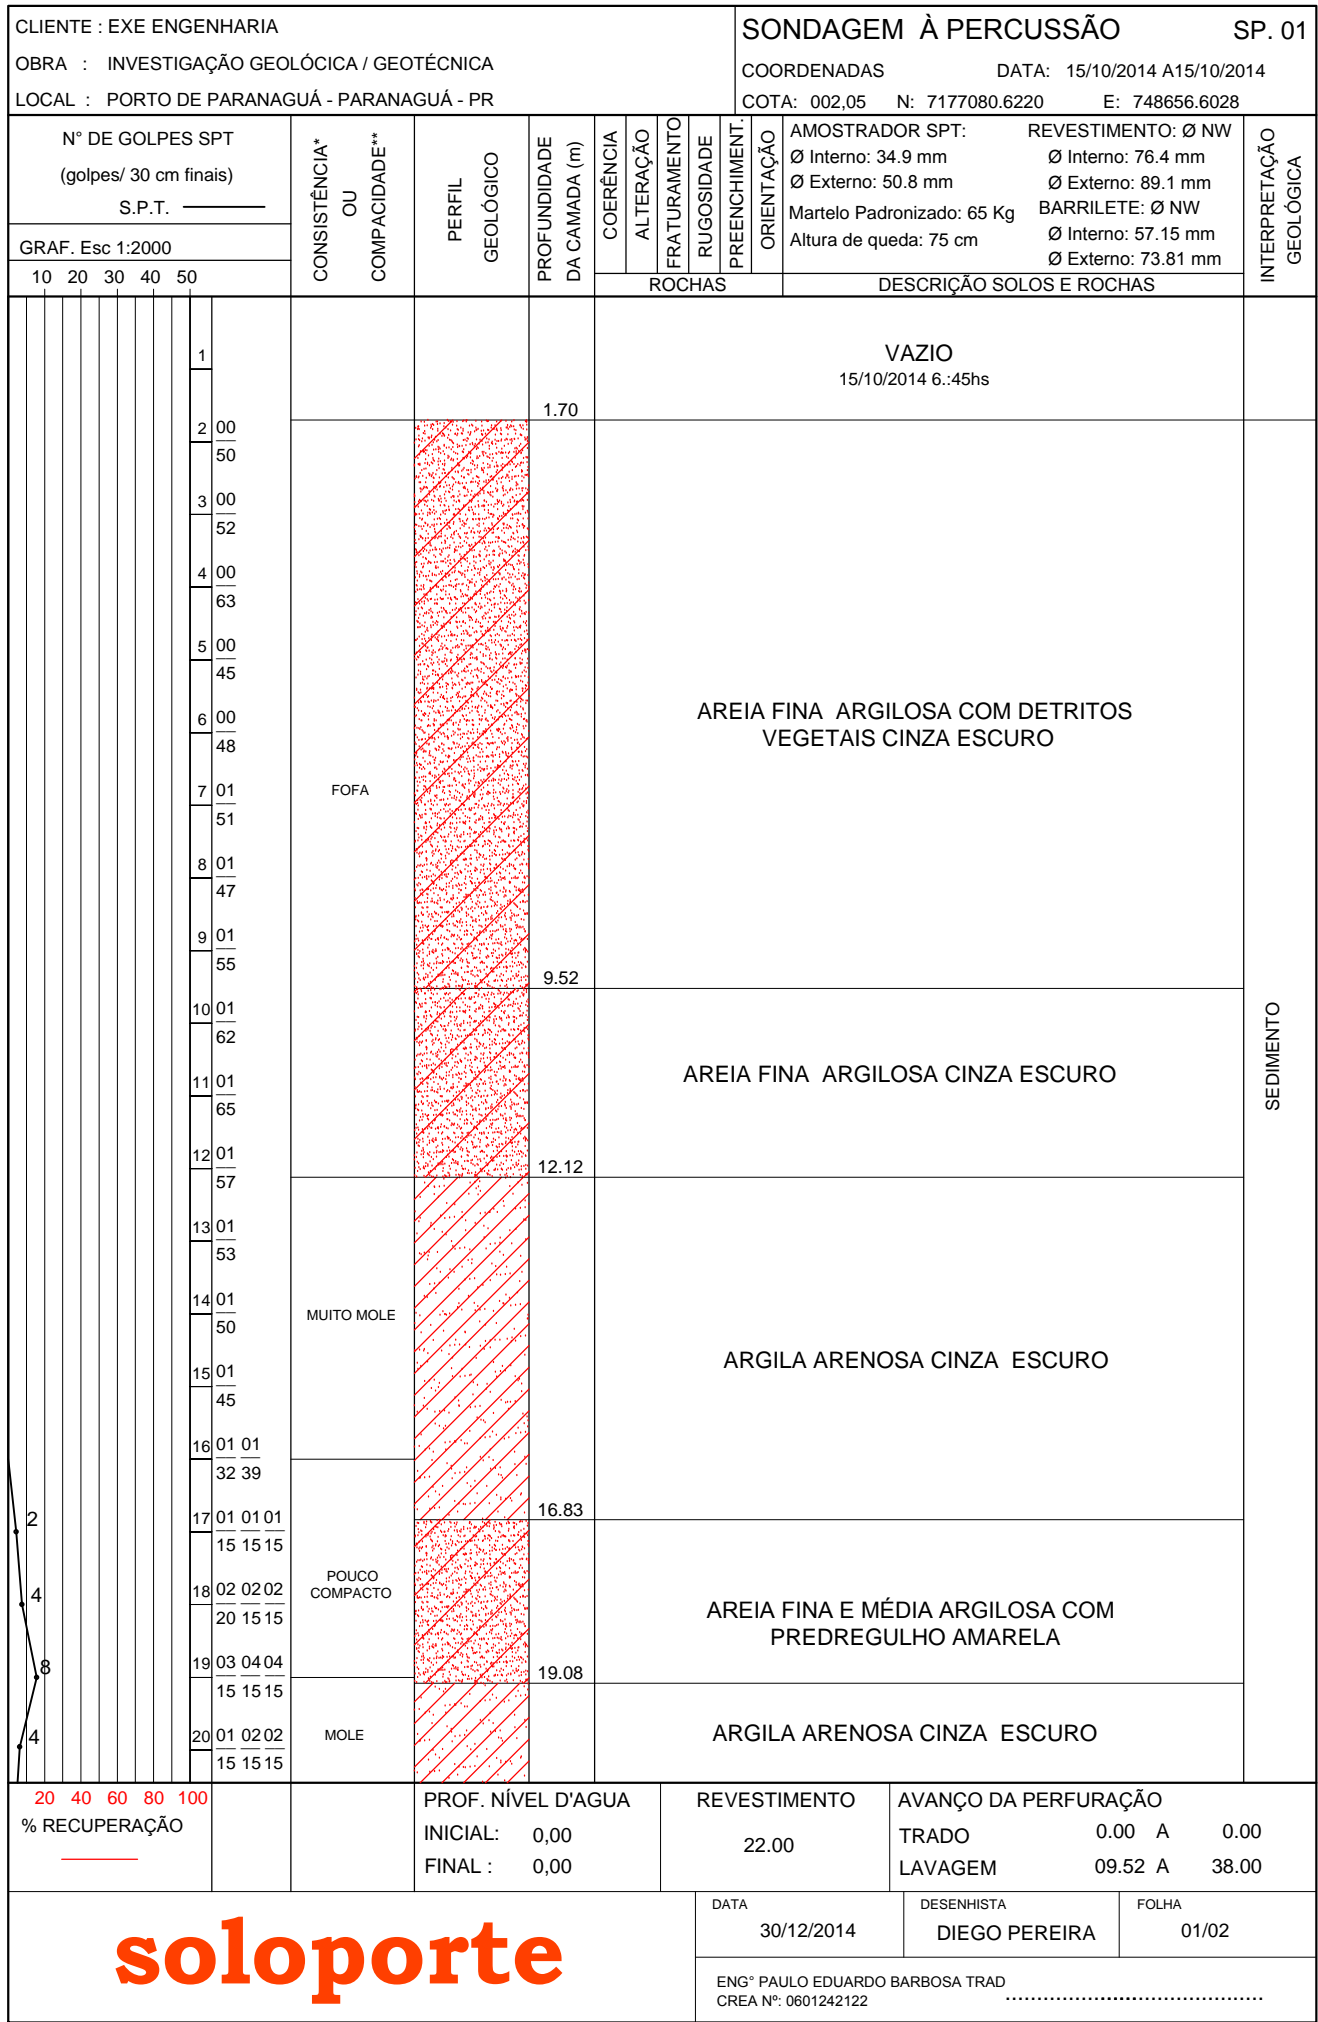 CLIENTE : EXE ENGENHARIA
OBRA : INVESTIGAÇÃO GEOLÓCICA / GEOTÉCNICA
LOCAL : PORTO DE PARANAGUÁ - PARANAGUÁ - PR
SONDAGEM À PERCUSSÃO SP. 01
COORDENADAS DATA: 15/10/2014 A15/10/2014
COTA: 002,05 N: 7177080.6220 E: 748656.6028
N° DE GOLPES SPT
(golpes/ 30 cm finais)
S.P.T.
GRAF. Esc 1:2000
10 20 30 40 50
CONSISTÊNCIA*
OU
COMPACIDADE**
PERFIL
GEOLÓGICO
PROFUNDIDADE
DA CAMADA (m)
COERÊNCIA
ALTERAÇÃO
FRATURAMENTO
RUGOSIDADE
PREENCHIMENT.
ORIENTAÇÃO
ROCHAS
AMOSTRADOR SPT:
Ø Interno: 34.9 mm
Ø Externo: 50.8 mm
Martelo Padronizado: 65 Kg
Altura de queda: 75 cm
REVESTIMENTO: Ø NW
Ø Interno: 76.4 mm
Ø Externo: 89.1 mm
BARRILETE: Ø NW
Ø Interno: 57.15 mm
Ø Externo: 73.81 mm
DESCRIÇÃO SOLOS E ROCHAS
INTERPRETAÇÃO
GEOLÓGICA
1
VAZIO
15/10/2014 6.:45hs
1.70
2 00
50
3 00
52
4 00
63
5 00
45
6 00
48
AREIA FINA ARGILOSA COM DETRITOS
VEGETAIS CINZA ESCURO
7 01
51
FOFA
8 01
47
9 01
55
9.52
10 01
62
SEDIMENTO
AREIA FINA ARGILOSA CINZA ESCURO
11 01
65
12 01
57
12.12
13 01
53
14 01
50
MUITO MOLE
ARGILA ARENOSA CINZA ESCURO
15 01
45
16 01 01
32 39
16.83
2
17 01 01 01
15 15 15
POUCO
COMPACTO
4
18 02 02 02
20 15 15
AREIA FINA E MÉDIA ARGILOSA COM
PREDREGULHO AMARELA
8
19 03 04 04
15 15 15
19.08
4
20 01 02 02
15 15 15
MOLE
ARGILA ARENOSA CINZA ESCURO
20 40 60 80 100
% RECUPERAÇÃO
PROF. NÍVEL D'AGUA
INICIAL: 0,00
FINAL : 0,00
REVESTIMENTO
22.00
AVANÇO DA PERFURAÇÃO
TRADO 0.00 A 0.00
LAVAGEM 09.52 A 38.00
soloporte
DATA
30/12/2014
DESENHISTA
DIEGO PEREIRA
FOLHA
01/02
ENG° PAULO EDUARDO BARBOSA TRAD
CREA Nº: 0601242122